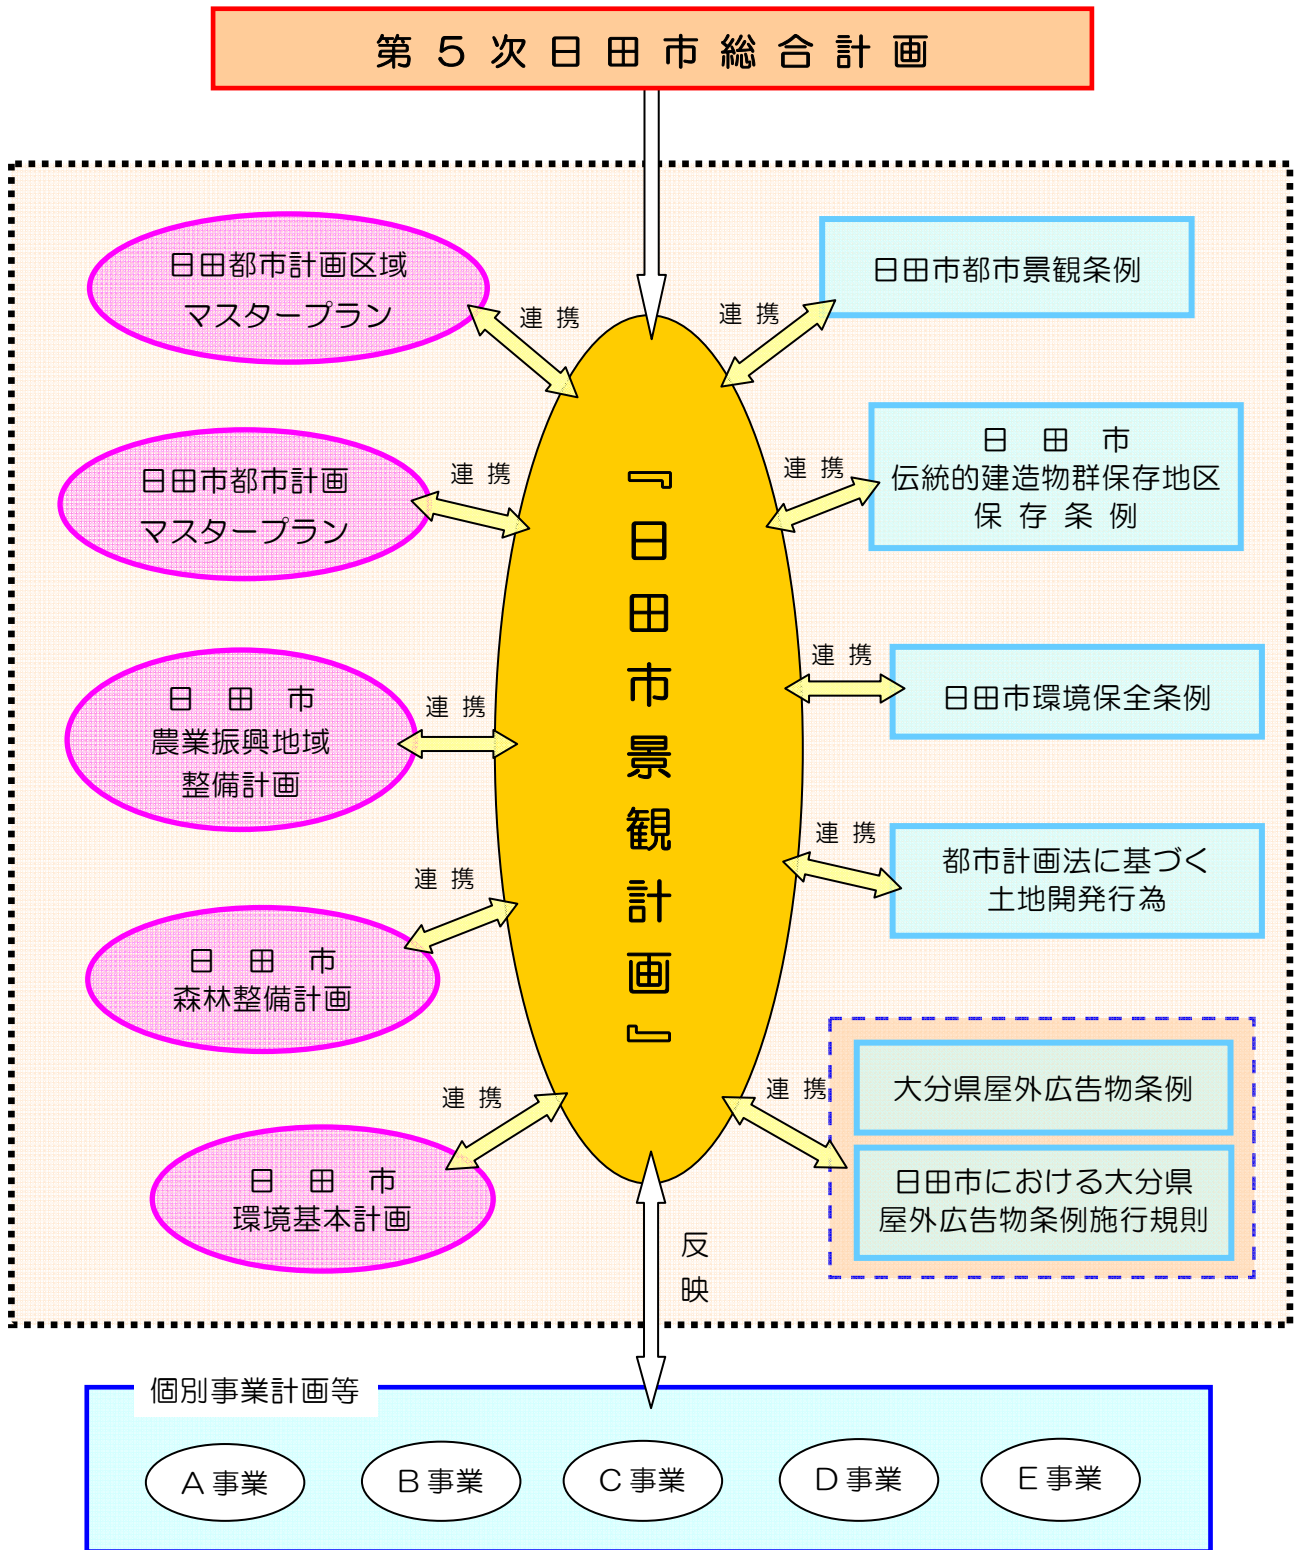 第５次日田市総合計画
日田都市計画区域
マスタープラン
連携
連携
日田市都市景観条例
日田市都市計画
マスタープラン
連携
連携
日田市
伝統的建造物群保存地区
保存条例
『日田市景観計画』
日田市
農業振興地域
整備計画
連携
連携
日田市環境保全条例
連携
都市計画法に基づく
土地開発行為
日田市
森林整備計画
連携
日田市
環境基本計画
連携
連携
大分県屋外広告物条例
日田市における大分県
屋外広告物条例施行規則
反映
個別事業計画等
Ａ事業
Ｂ事業
Ｃ事業
Ｄ事業
Ｅ事業